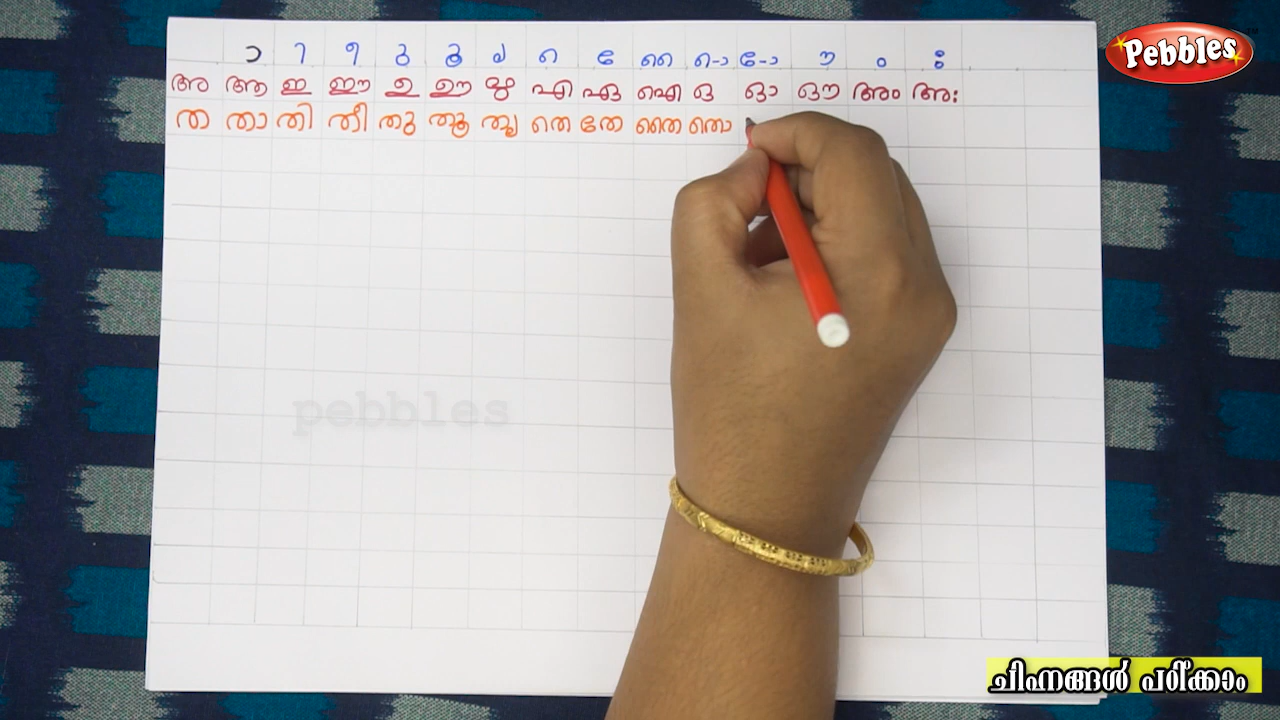 Pebbles
ാ ി ീ ു ൂ ൃ െ േ ൈ ൊ ോ ൗ ം ഃ
അ ആ ഇ ഈ ഉ ഊ ഋ എ ഏ ഐ ഒ ഓ ഔ അം അഃ
ത താ തി തീ തു തൂ തൃ തെ തേ തൈ തൊ
pebbles
ചിഹ്നങ്ങൾ പഠിക്കാം